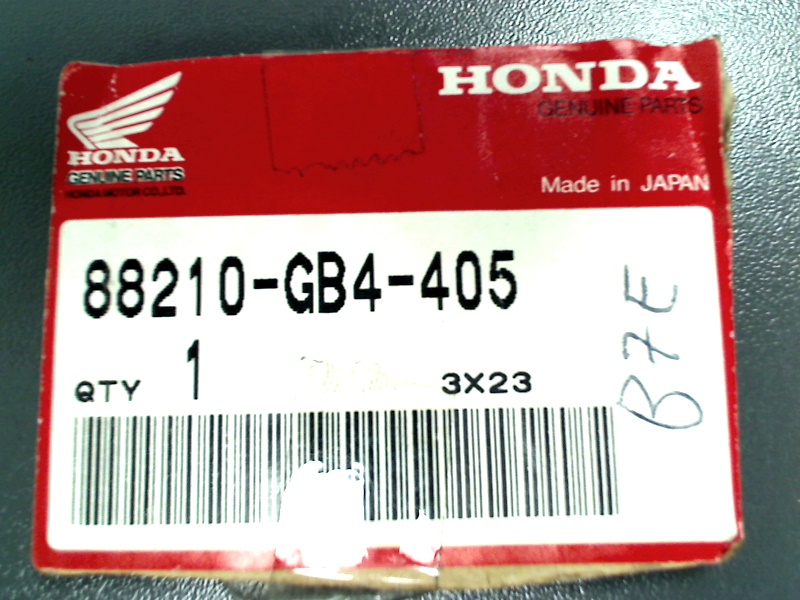 HONDA
GENUINE PARTS
HONDA
GENUINE PARTS
HONDA MOTOR CO.,LTD.
Made in JAPAN
88210-GB4-405
QTY 1 3X23
B7E